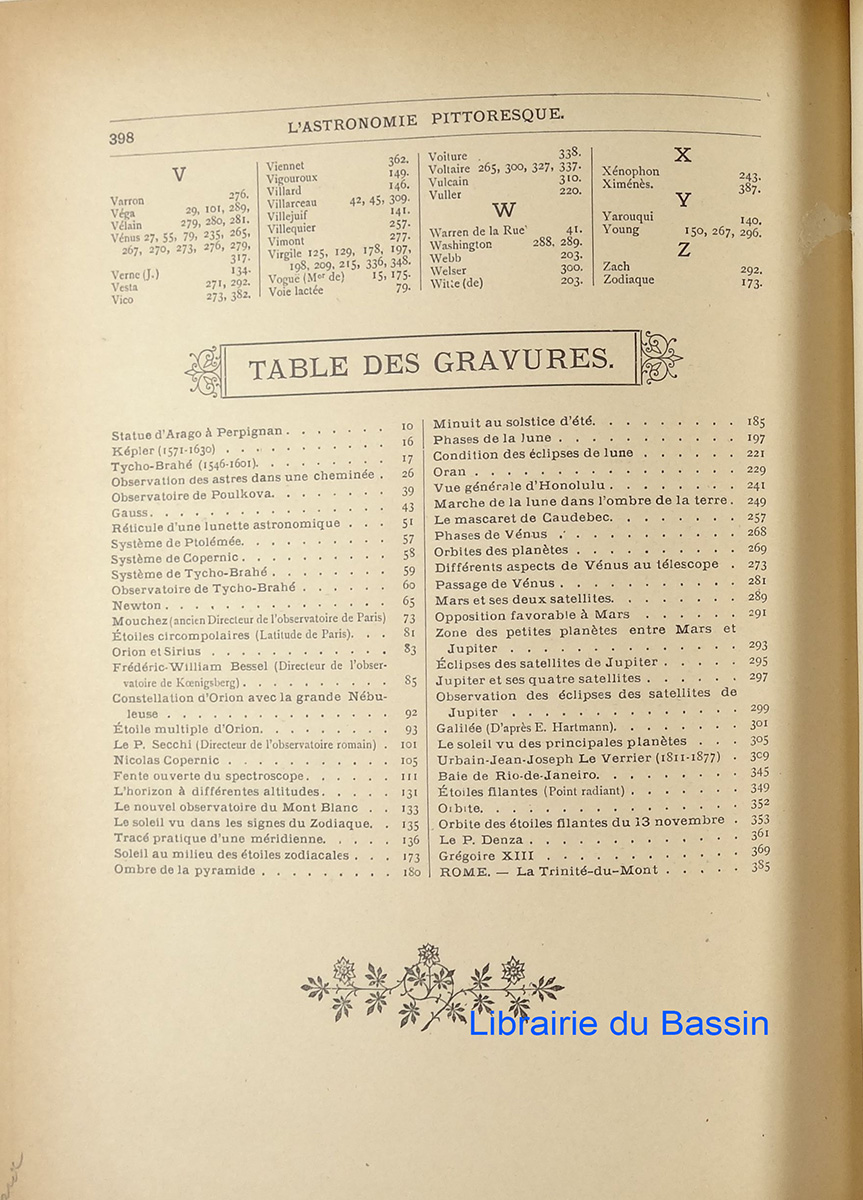 398
L'ASTRONOMIE PITTORESQUE.
V
Varron 276.
Véga 29, 101, 289,
Vélain 279, 280, 281.
Vénus 27, 55, 79, 235, 265,
267, 270, 273, 276, 279,
317.
Verne (J.) 134.
Vesta 271, 292.
Vico 273, 382.
Viennet 362.
Vigouroux 149.
Villard 146.
Villarceau 42, 45, 309.
Villejuif 141.
Villequier 257.
Vimont 277.
Virgile 125, 129, 178, 197,
198, 209, 215, 336, 348.
Vogué (Mer de) 15, 175.
Voie lactée 79.
Voiture 338.
Voltaire 265, 300, 327, 337.
Vulcain 310.
Vuller 220.
W
Warren de la Rue 41.
Washington 288, 289.
Webb 203.
Welser 300.
Witte (de) 203.
X
Xénophon 243.
Ximénès. 387.
Y
Yarouqui 140.
Young 150, 267, 296.
Z
Zach 292.
Zodiaque 173.
TABLE DES GRAVURES.
Statue d'Arago à Perpignan . . . . . . . 10
Képler (1571-1630) . . . . . . . . . . . 16
Tycho-Brahé (1546-1601). . . . . . . . . 17
Observation des astres dans une cheminée . 26
Observatoire de Poulkova. . . . . . . . 39
Gauss. . . . . . . . . . . . . . . . 43
Réticule d'une lunette astronomique . . . 51
Système de Ptolémée. . . . . . . . . . 57
Système de Copernic . . . . . . . . . . 58
Système de Tycho-Brahé . . . . . . . . 59
Observatoire de Tycho-Brahé . . . . . . 60
Newton . . . . . . . . . . . . . . . 65
Mouchez (ancien Directeur de l'observatoire de Paris) 73
Étoiles circompolaires (Latitude de Paris). . . 81
Orion et Sirius . . . . . . . . . . . . 83
Frédéric-William Bessel (Directeur de l'obser-
vatoire de Kœnigsberg) . . . . . . . . . . 85
Constellation d'Orion avec la grande Nébu-
leuse . . . . . . . . . . . . . . . 92
Étoile multiple d'Orion. . . . . . . . . 93
Le P. Secchi (Directeur de l'observatoire romain) . 101
Nicolas Copernic . . . . . . . . . . . 105
Fente ouverte du spectroscope. . . . . . 111
L'horizon à différentes altitudes. . . . . 131
Le nouvel observatoire du Mont Blanc . . 133
Le soleil vu dans les signes du Zodiaque. . 135
Tracé pratique d'une méridienne. . . . . 136
Soleil au milieu des étoiles zodiacales . . . 173
Ombre de la pyramide . . . . . . . . . 180
Minuit au solstice d'été. . . . . . . . . 185
Phases de la lune . . . . . . . . . . . 197
Condition des éclipses de lune . . . . . . 221
Oran . . . . . . . . . . . . . . . . 229
Vue générale d'Honolulu . . . . . . . . 241
Marche de la lune dans l'ombre de la terre. 249
Le mascaret de Caudebec. . . . . . . . 257
Phases de Vénus . . . . . . . . . . . 268
Orbites des planètes . . . . . . . . . . 269
Différents aspects de Vénus au télescope . 273
Passage de Vénus . . . . . . . . . . . 281
Mars et ses deux satellites. . . . . . . . 289
Opposition favorable à Mars . . . . . . 291
Zone des petites planètes entre Mars et
Jupiter . . . . . . . . . . . . . . 293
Éclipses des satellites de Jupiter . . . . . 295
Jupiter et ses quatre satellites . . . . . . 297
Observation des éclipses des satellites de
Jupiter . . . . . . . . . . . . . . 299
Galilée (D'après E. Hartmann). . . . . . . . 301
Le soleil vu des principales planètes . . . 305
Urbain-Jean-Joseph Le Verrier (1811-1877) . 309
Baie de Rio-de-Janeiro. . . . . . . . . 345
Étoiles filantes (Point radiant) . . . . . . . 349
Orbite. . . . . . . . . . . . . . . . 352
Orbite des étoiles filantes du 13 novembre . 353
Le P. Denza . . . . . . . . . . . . . 361
Grégoire XIII . . . . . . . . . . . . 369
ROME. — La Trinité-du-Mont . . . . . 385
Librairie du Bassin